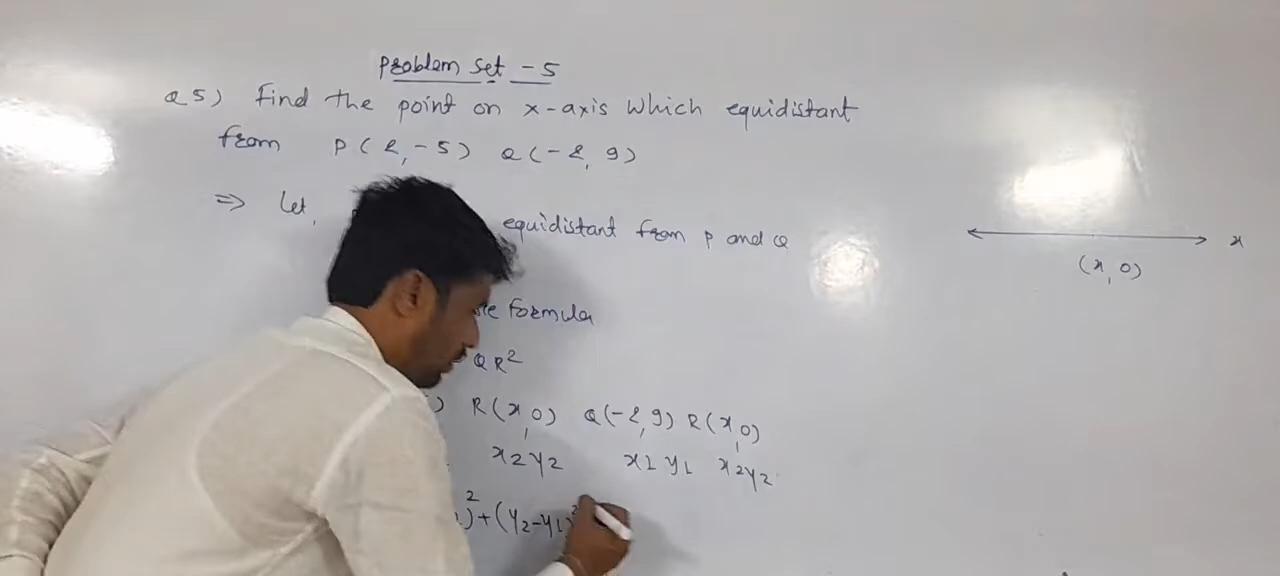 Problem Set - 5
Q5) Find the point on x-axis which equidistant
from P(2,-5) Q(-2, 9)
⇒ Let, equidistant from P and Q
x
(x, 0)
formula
QR²
) R(x, 0) Q(-2, 9) R(x, 0)
x2 y2 x1 y1 x2 y2
)² + (y2-y1)²